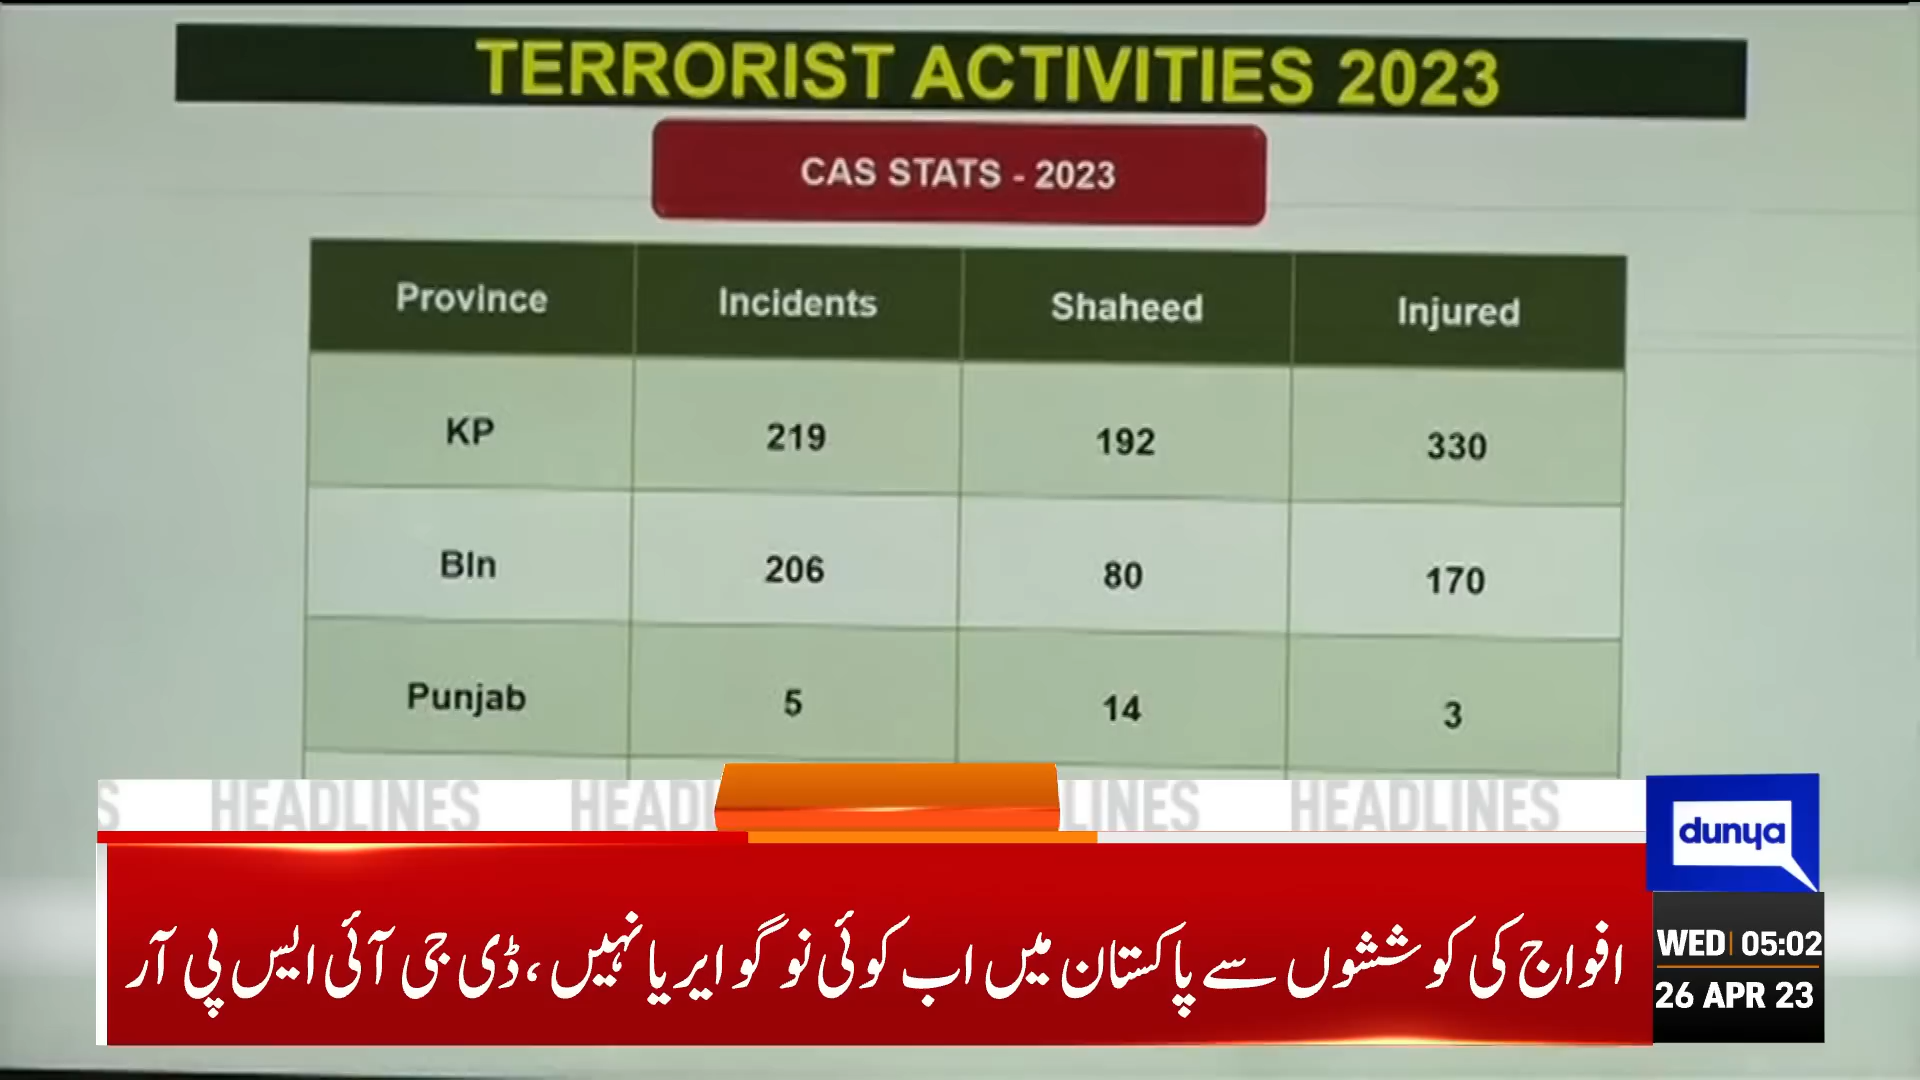 TERRORIST ACTIVITIES 2023
CAS STATS - 2023
Province Incidents Shaheed Injured
KP 219 192 330
Bln 206 80 170
Punjab 5 14 3
HEADLINES HEADLINES
dunya
افواج کی کوششوں سے پاکستان میں اب کوئی نو گو ایریا نہیں، ڈی جی آئی ایس پی آر
WED 05:02
26 APR 23